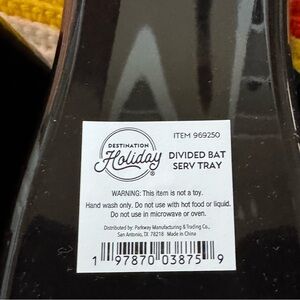 ITEM 969250
DESTINATION
Holiday®
DIVIDED BAT
SERV TRAY
WARNING: This item is not a toy.
Hand wash only. Do not use with hot food or liquid.
Do not use in microwave or oven.
Distributed by: Parkway Manufacturing & Trading Co.,
San Antonio, TX 78218 Made in China
1 97870 03875 9